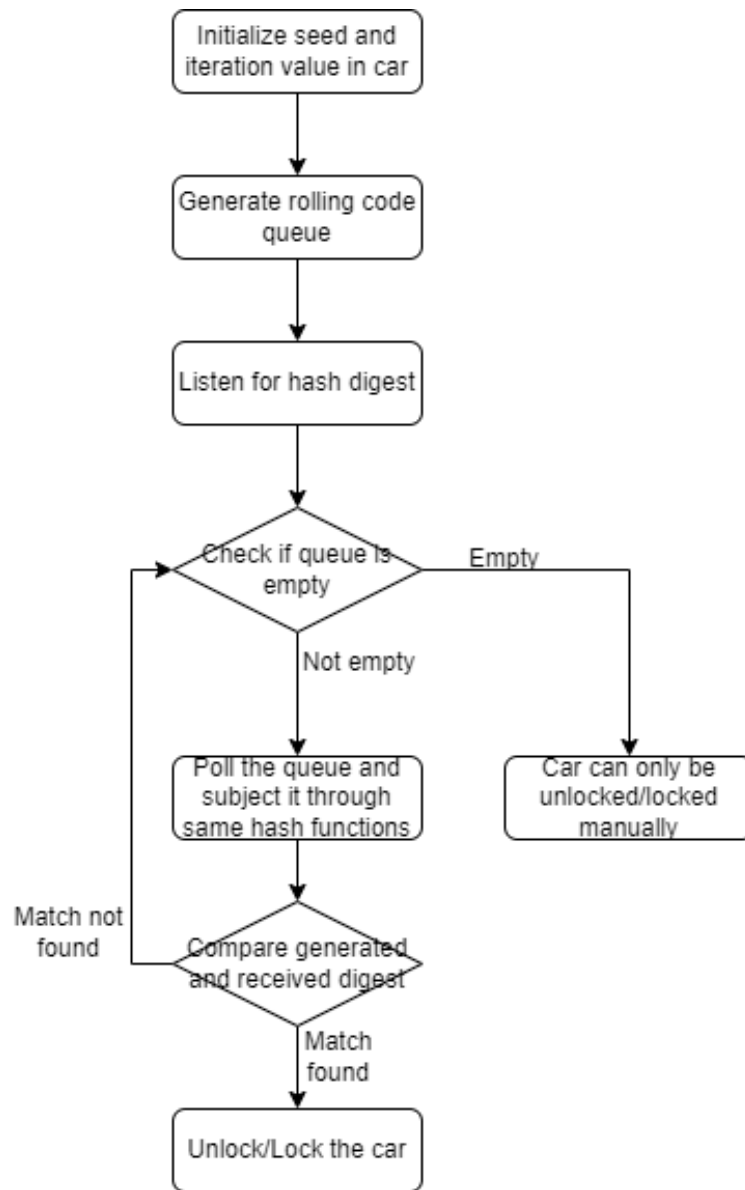 Initialize seed and
iteration value in car
Generate rolling code
queue
Listen for hash digest
Check if queue is
empty
Empty
Not empty
Poll the queue and
subject it through
same hash functions
Car can only be
unlocked/locked
manually
Match not
found
Compare generated
and received digest
Match
found
Unlock/Lock the car